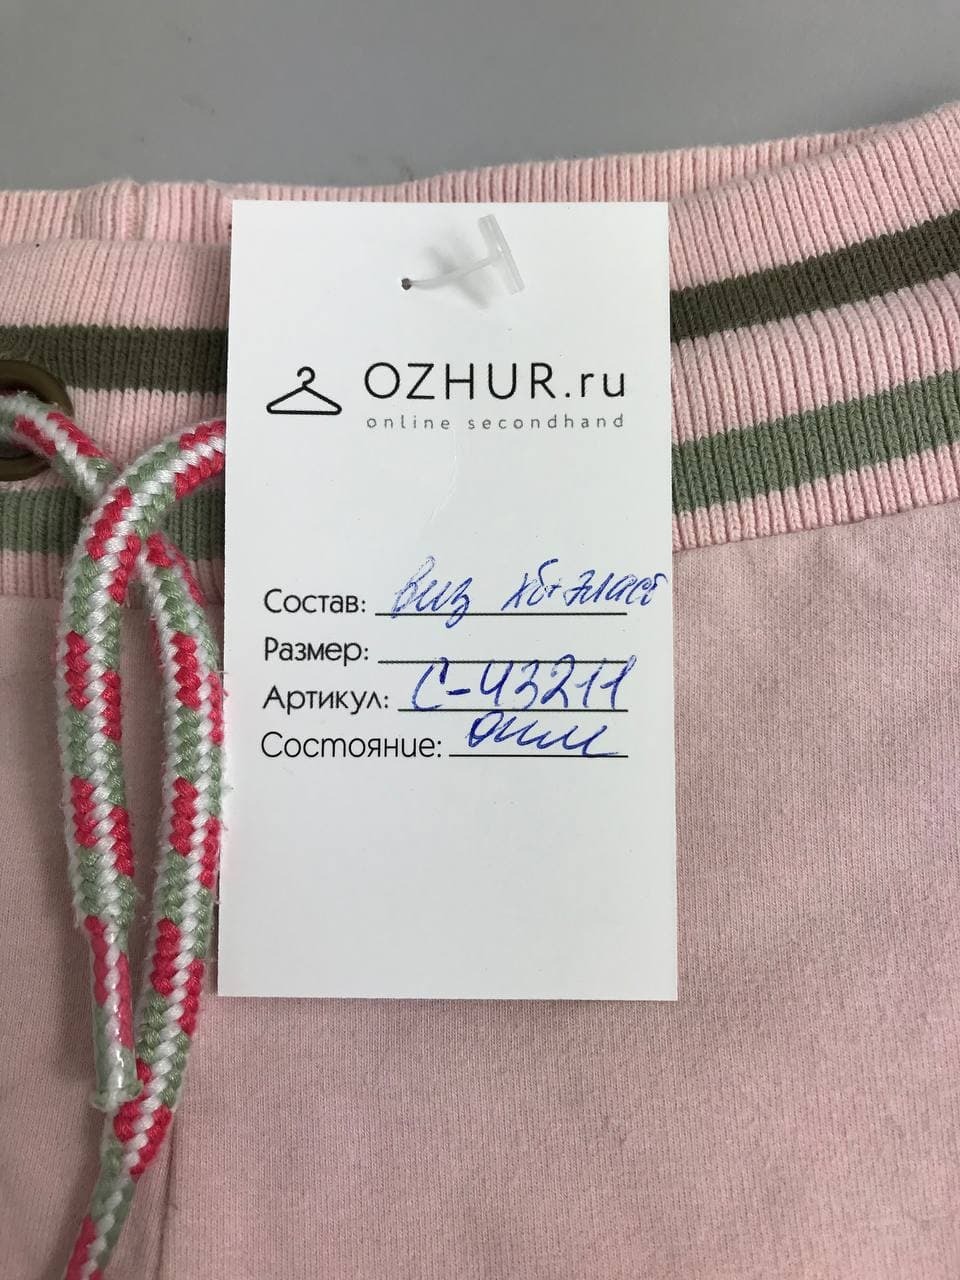 OZHUR.ru
online secondhand
Состав: виз хб+эласт
Размер:
Артикул: С-43211
Состояние: отл